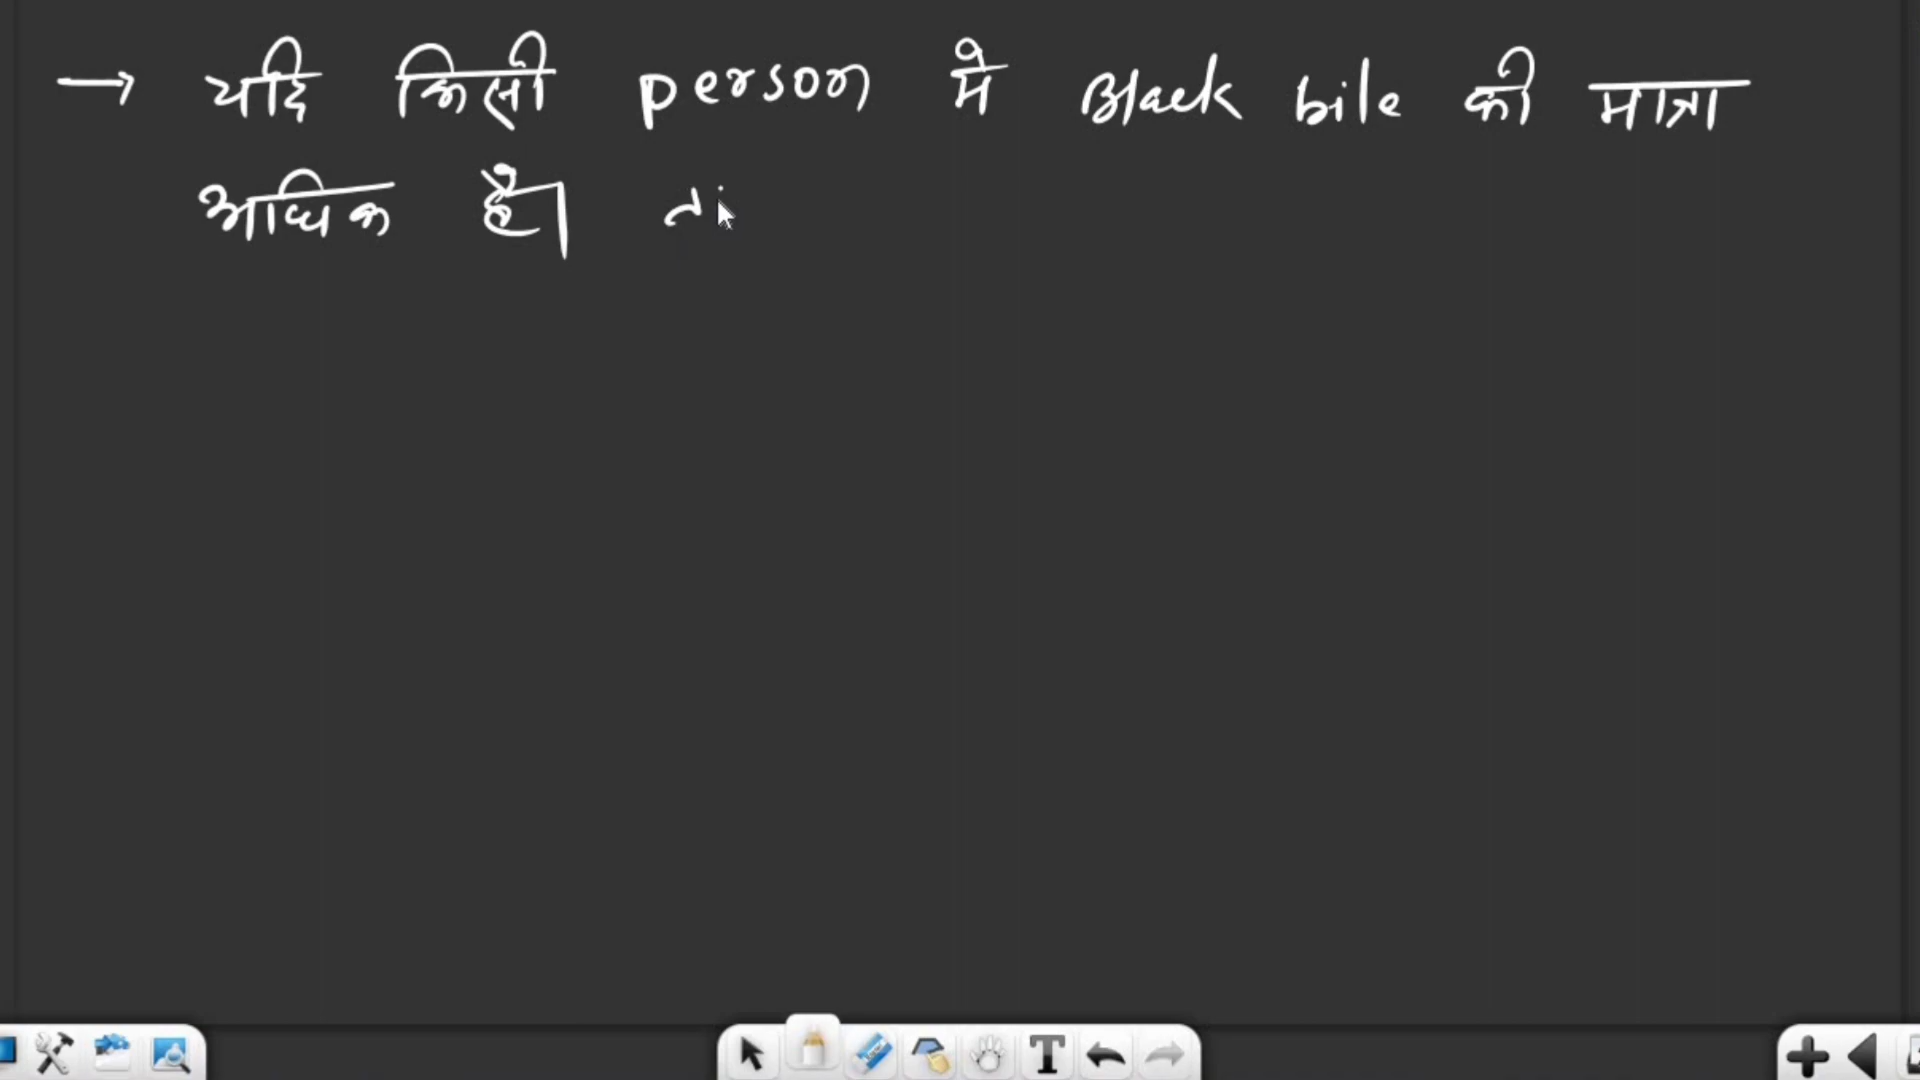 → यदि किसी person में Black bile की मात्रा
अधिक है।